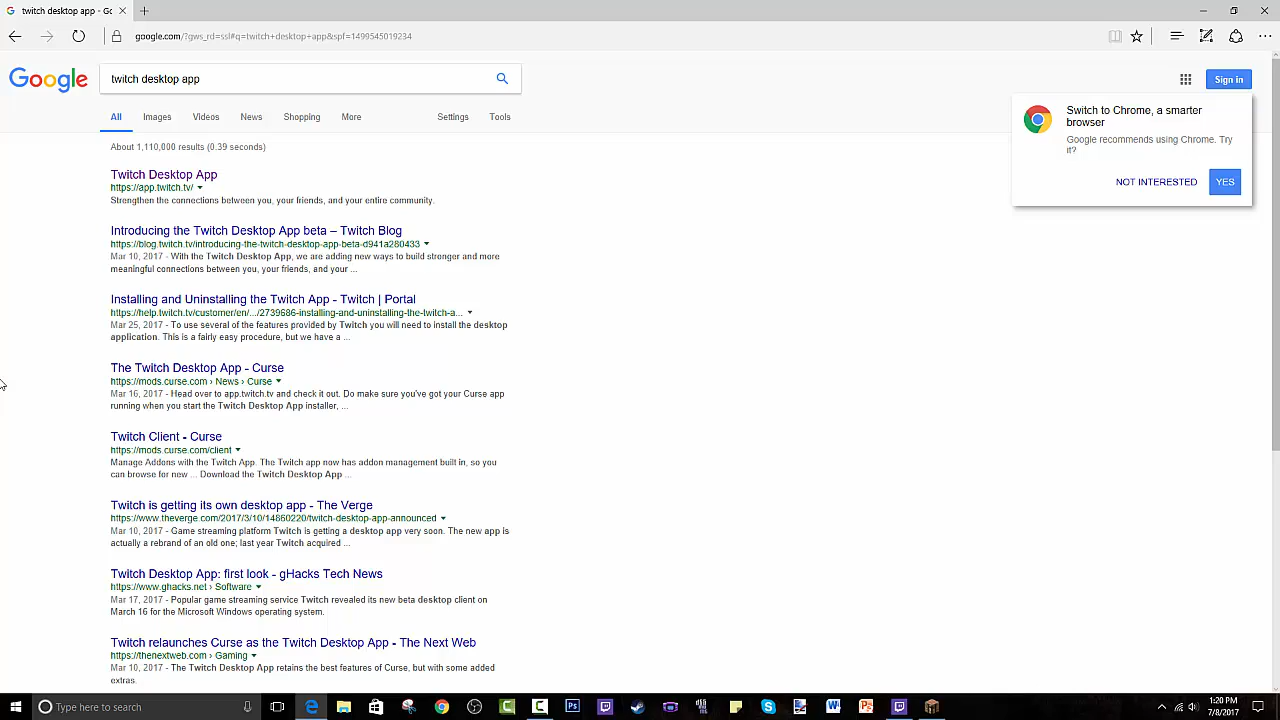 twitch desktop app - Go
google.com/?gws_rd=ssl#q=twitch+desktop+app&spf=1499545019234
Google
twitch desktop app
Sign in
Switch to Chrome, a smarter
browser
Google recommends using Chrome. Try
it?
NOT INTERESTED
YES
All
Images
Videos
News
Shopping
More
Settings
Tools
About 1,110,000 results (0.39 seconds)
Twitch Desktop App
https://app.twitch.tv/
Strengthen the connections between you, your friends, and your entire community.
Introducing the Twitch Desktop App beta – Twitch Blog
https://blog.twitch.tv/introducing-the-twitch-desktop-app-beta-d941a280433
Mar 10, 2017 - With the Twitch Desktop App, we are adding new ways to build stronger and more
meaningful connections between you, your friends, and your ...
Installing and Uninstalling the Twitch App - Twitch | Portal
https://help.twitch.tv/customer/en/.../2739686-installing-and-uninstalling-the-twitch-a...
Mar 25, 2017 - To use several of the features provided by Twitch you will need to install the desktop
application. This is a fairly easy procedure, but we have a ...
The Twitch Desktop App - Curse
https://mods.curse.com › News › Curse
Mar 16, 2017 - Head over to app.twitch.tv and check it out. Do make sure you've got your Curse app
running when you start the Twitch Desktop App installer, ...
Twitch Client - Curse
https://mods.curse.com/client
Manage Addons with the Twitch App. The Twitch app now has addon management built in, so you
can browse for new ... Download the Twitch Desktop App ...
Twitch is getting its own desktop app - The Verge
https://www.theverge.com/2017/3/10/14860220/twitch-desktop-app-announced
Mar 10, 2017 - Game streaming platform Twitch is getting a desktop app very soon. The new app is
actually a rebrand of an old one; last year Twitch acquired ...
Twitch Desktop App: first look - gHacks Tech News
https://www.ghacks.net › Software
Mar 17, 2017 - Popular game streaming service Twitch revealed its new beta desktop client on
March 16 for the Microsoft Windows operating system.
Twitch relaunches Curse as the Twitch Desktop App - The Next Web
https://thenextweb.com › Gaming
Mar 10, 2017 - The Twitch Desktop App retains the best features of Curse, but with some added
extras.
Type here to search
1:20 PM
7/8/2017